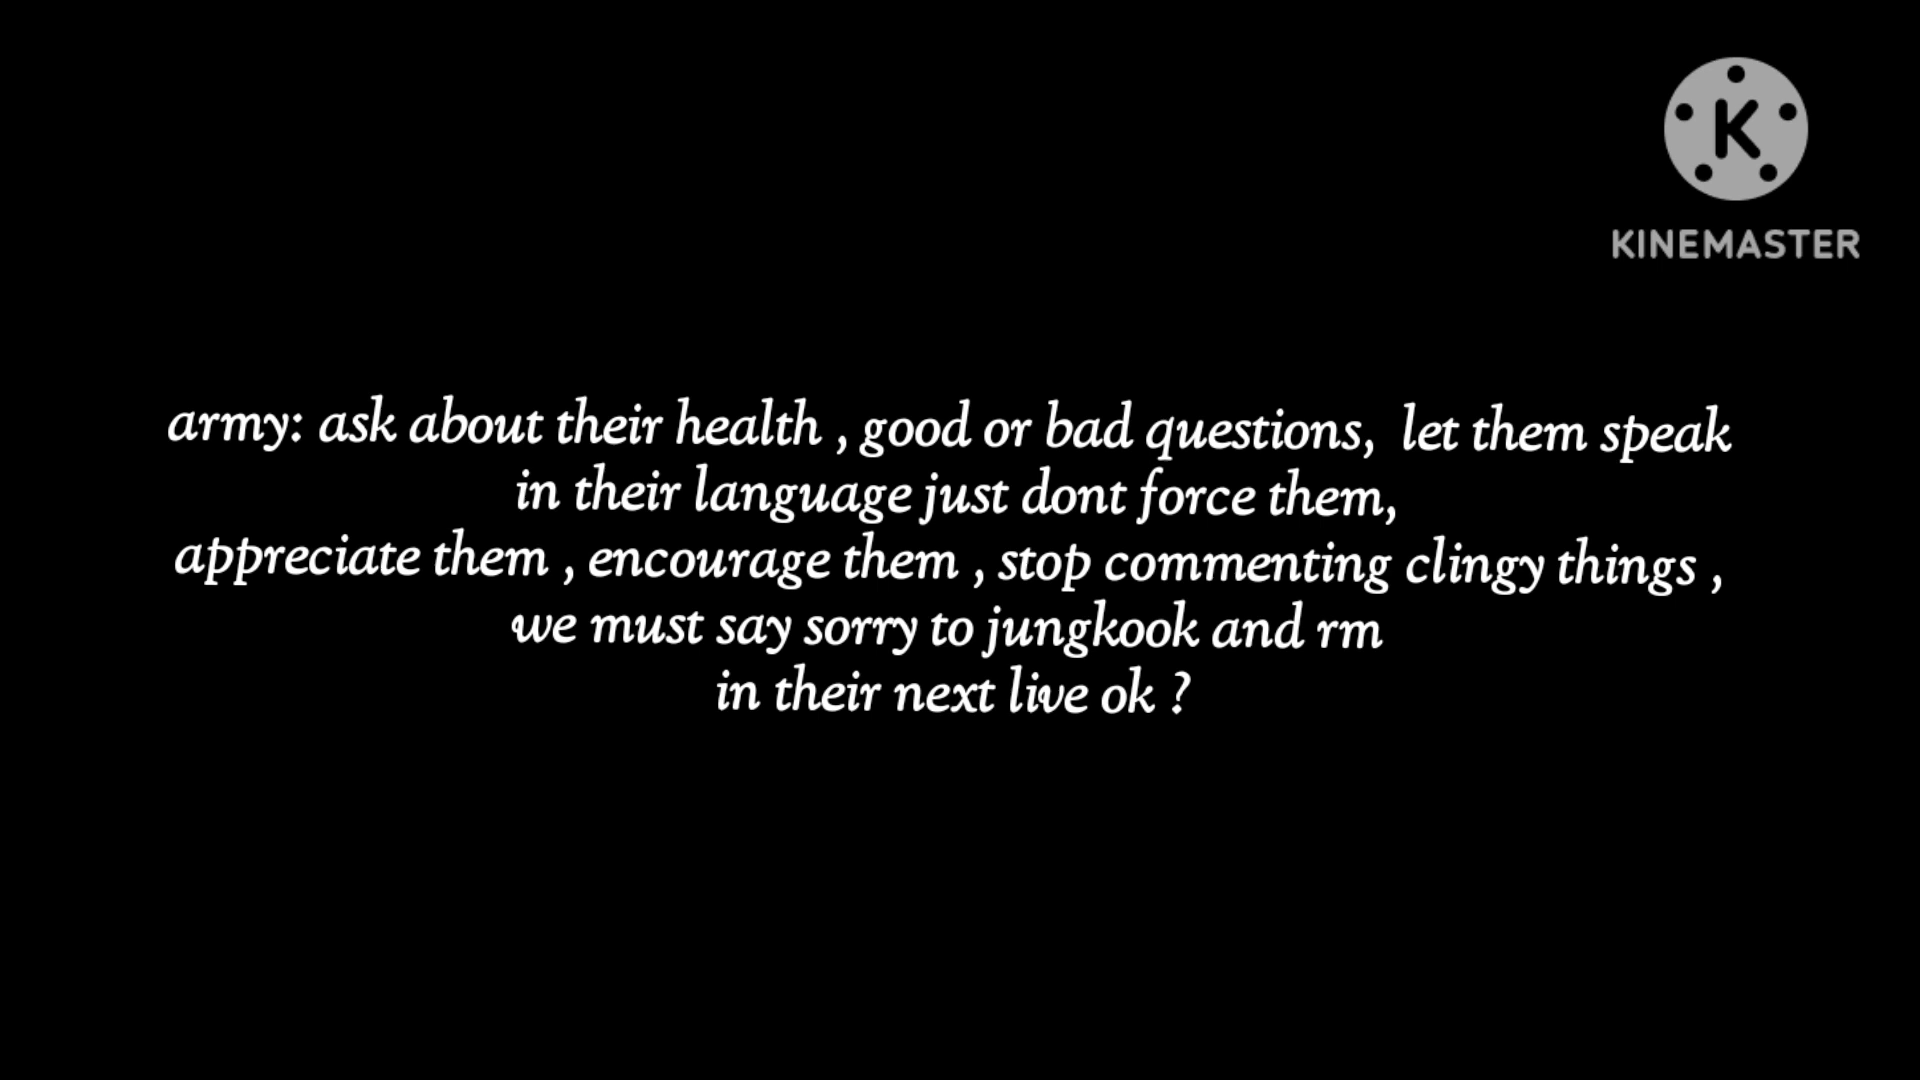 K
KINEMASTER
army: ask about their health , good or bad questions,  let them speak
in their language just dont force them,
appreciate them , encourage them , stop commenting clingy things ,
we must say sorry to jungkook and rm
in their next live ok ?